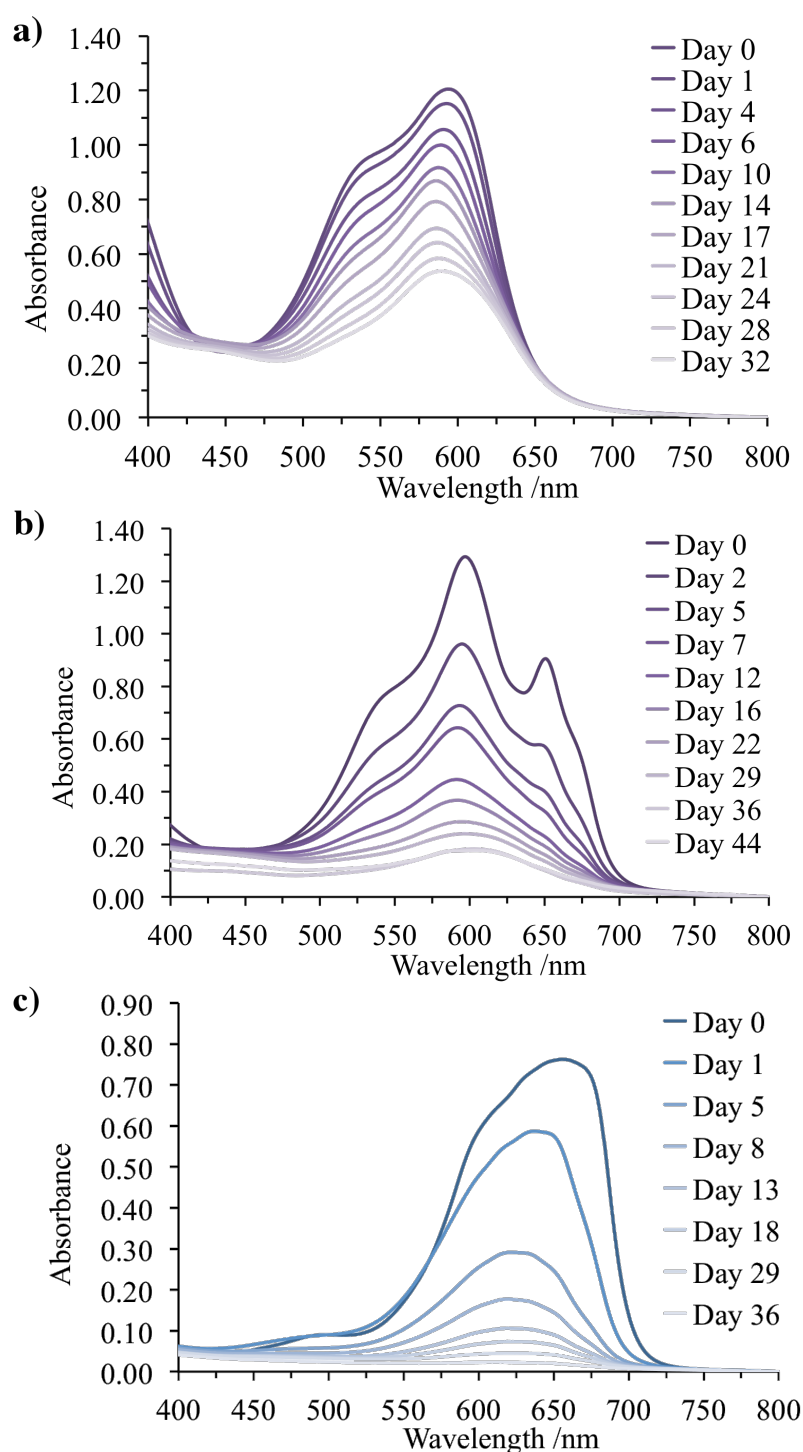 a)
1.40
1.20
1.00
0.80
0.60
0.40
0.20
0.00
Absorbance
400 450 500 550 600 650 700 750 800
Wavelength /nm
Day 0
Day 1
Day 4
Day 6
Day 10
Day 14
Day 17
Day 21
Day 24
Day 28
Day 32
b)
1.40
1.20
1.00
0.80
0.60
0.40
0.20
0.00
Absorbance
400 450 500 550 600 650 700 750 800
Wavelength /nm
Day 0
Day 2
Day 5
Day 7
Day 12
Day 16
Day 22
Day 29
Day 36
Day 44
c)
0.90
0.80
0.70
0.60
0.50
0.40
0.30
0.20
0.10
0.00
Absorbance
400 450 500 550 600 650 700 750 800
Wavelength /nm
Day 0
Day 1
Day 5
Day 8
Day 13
Day 18
Day 29
Day 36